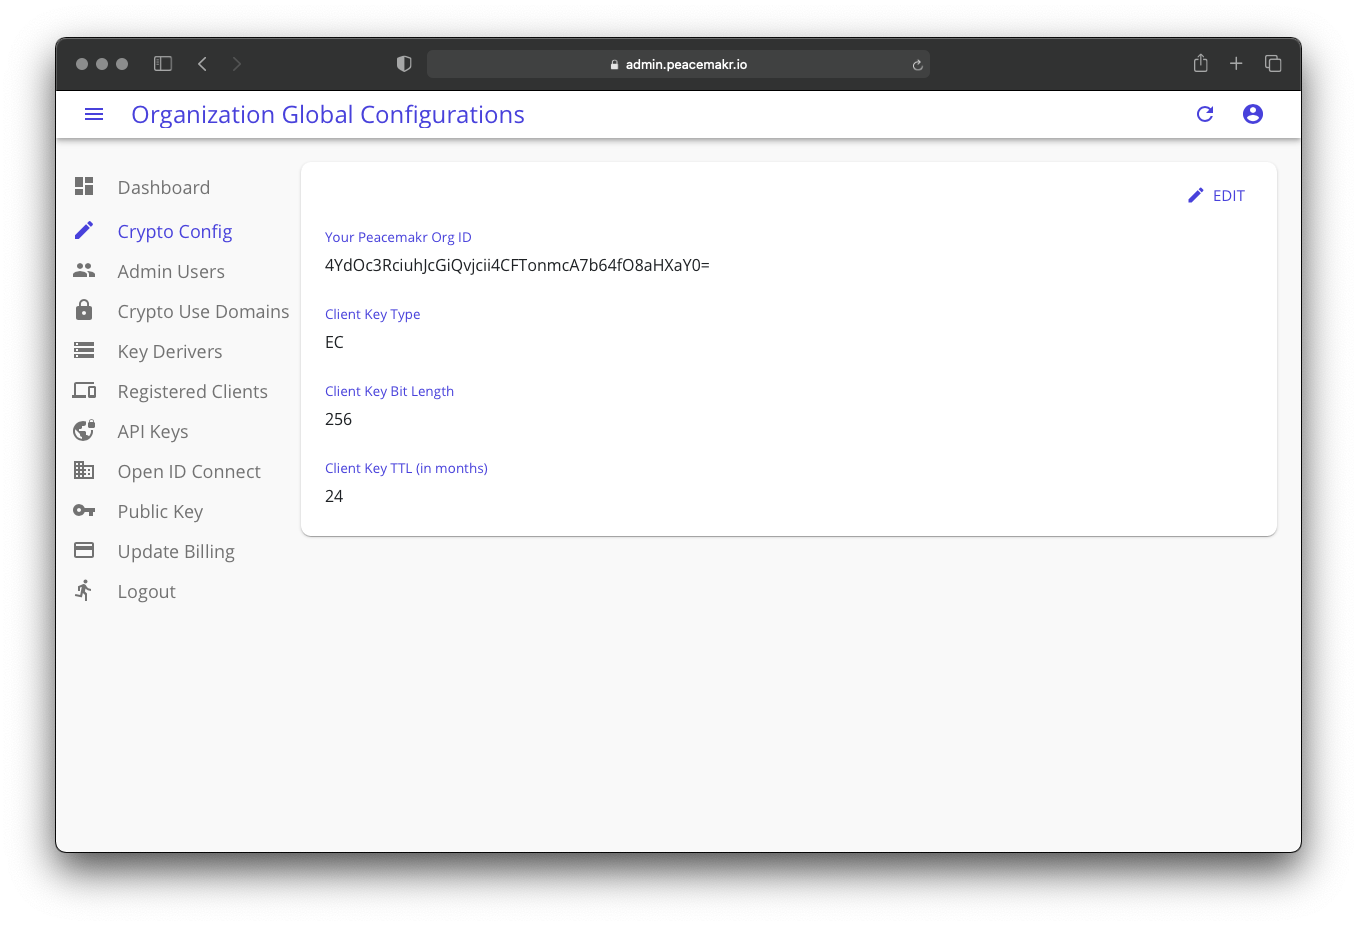 admin.peacemakr.io
Organization Global Configurations
Dashboard
Crypto Config
Admin Users
Crypto Use Domains
Key Derivers
Registered Clients
API Keys
Open ID Connect
Public Key
Update Billing
Logout
EDIT
Your Peacemakr Org ID
4YdOc3RciuhJcGiQvjcii4CFTonmcA7b64fO8aHXaY0=
Client Key Type
EC
Client Key Bit Length
256
Client Key TTL (in months)
24